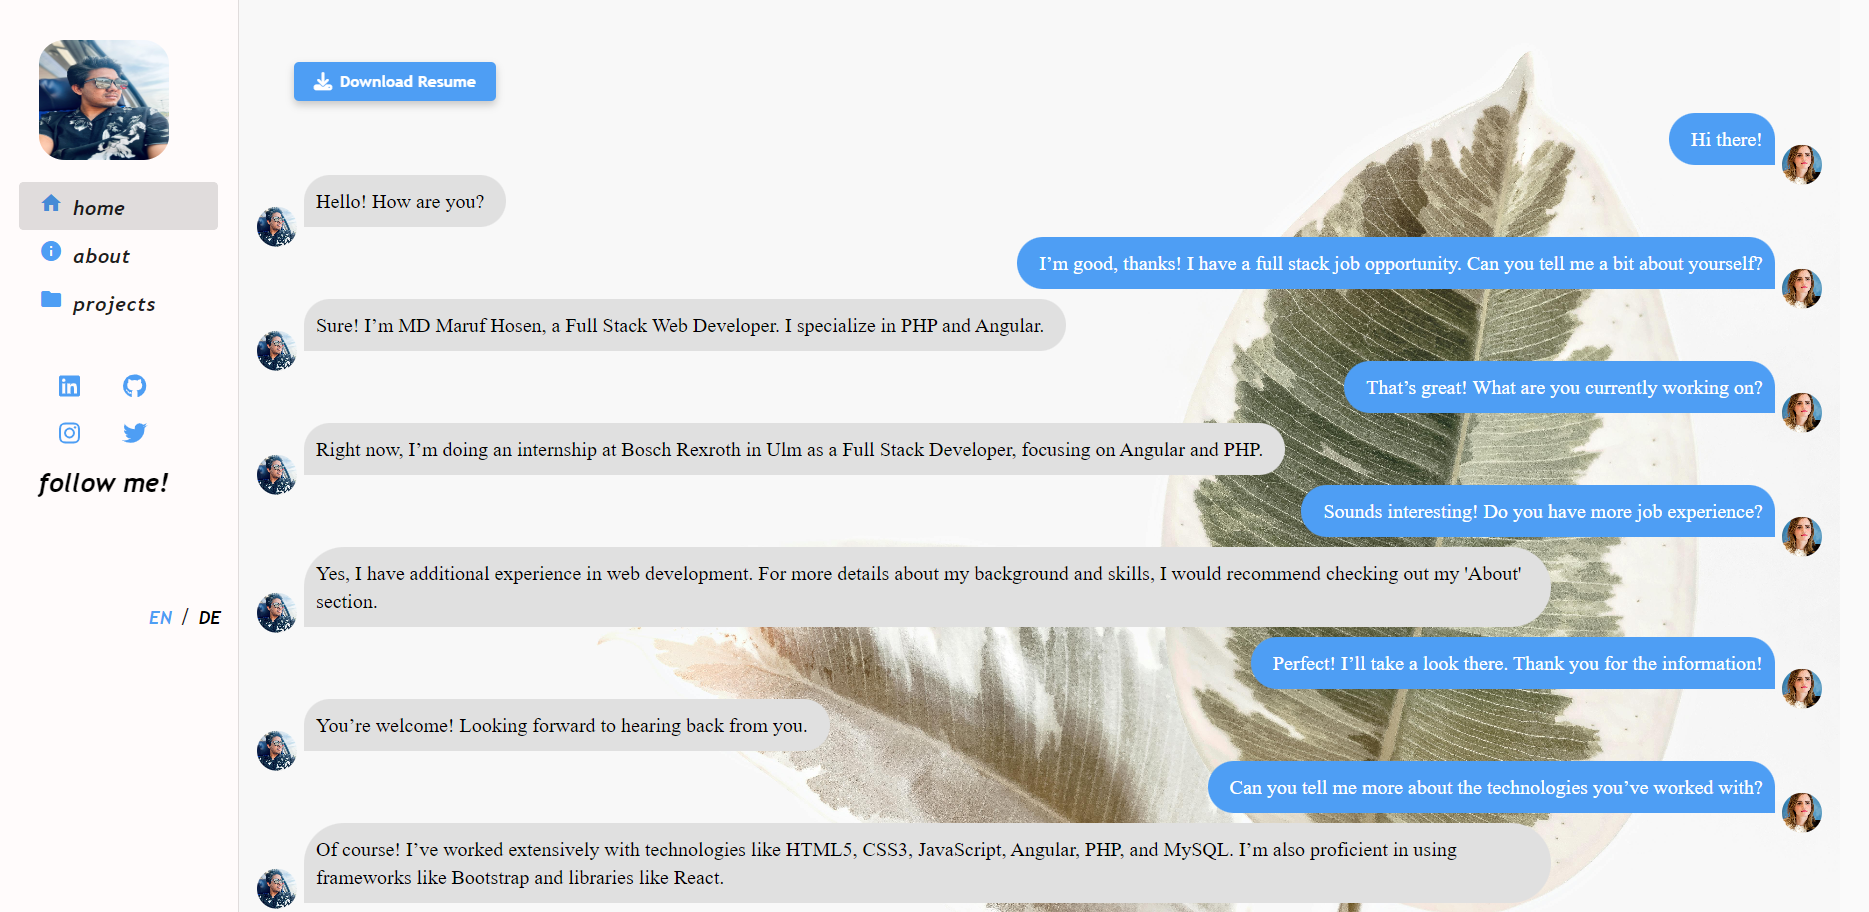 home
about
projects
follow me!
EN / DE
Download Resume
Hi there!
Hello! How are you?
I’m good, thanks! I have a full stack job opportunity. Can you tell me a bit about yourself?
Sure! I’m MD Maruf Hosen, a Full Stack Web Developer. I specialize in PHP and Angular.
That’s great! What are you currently working on?
Right now, I’m doing an internship at Bosch Rexroth in Ulm as a Full Stack Developer, focusing on Angular and PHP.
Sounds interesting! Do you have more job experience?
Yes, I have additional experience in web development. For more details about my background and skills, I would recommend checking out my 'About'
section.
Perfect! I’ll take a look there. Thank you for the information!
You’re welcome! Looking forward to hearing back from you.
Can you tell me more about the technologies you’ve worked with?
Of course! I’ve worked extensively with technologies like HTML5, CSS3, JavaScript, Angular, PHP, and MySQL. I’m also proficient in using
frameworks like Bootstrap and libraries like React.